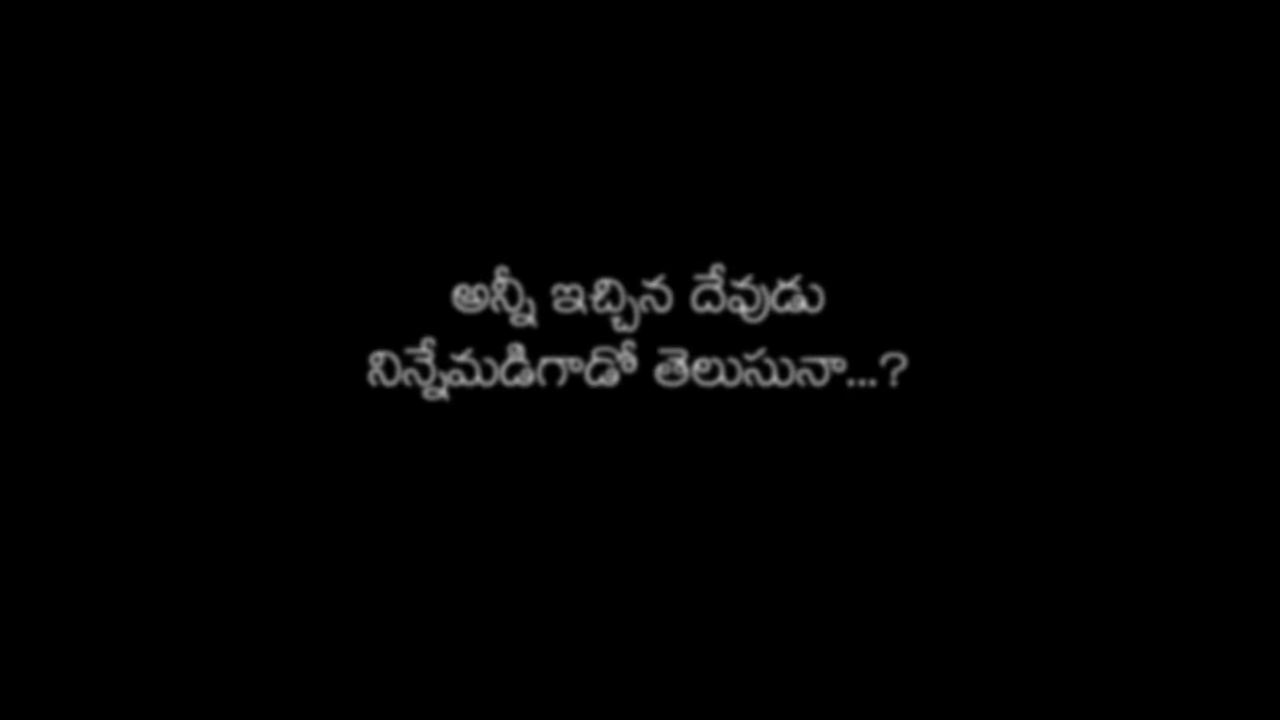 అన్నీ ఇచ్చిన దేవుడు
నిన్నేమడిగాడో తెలుసునా...?